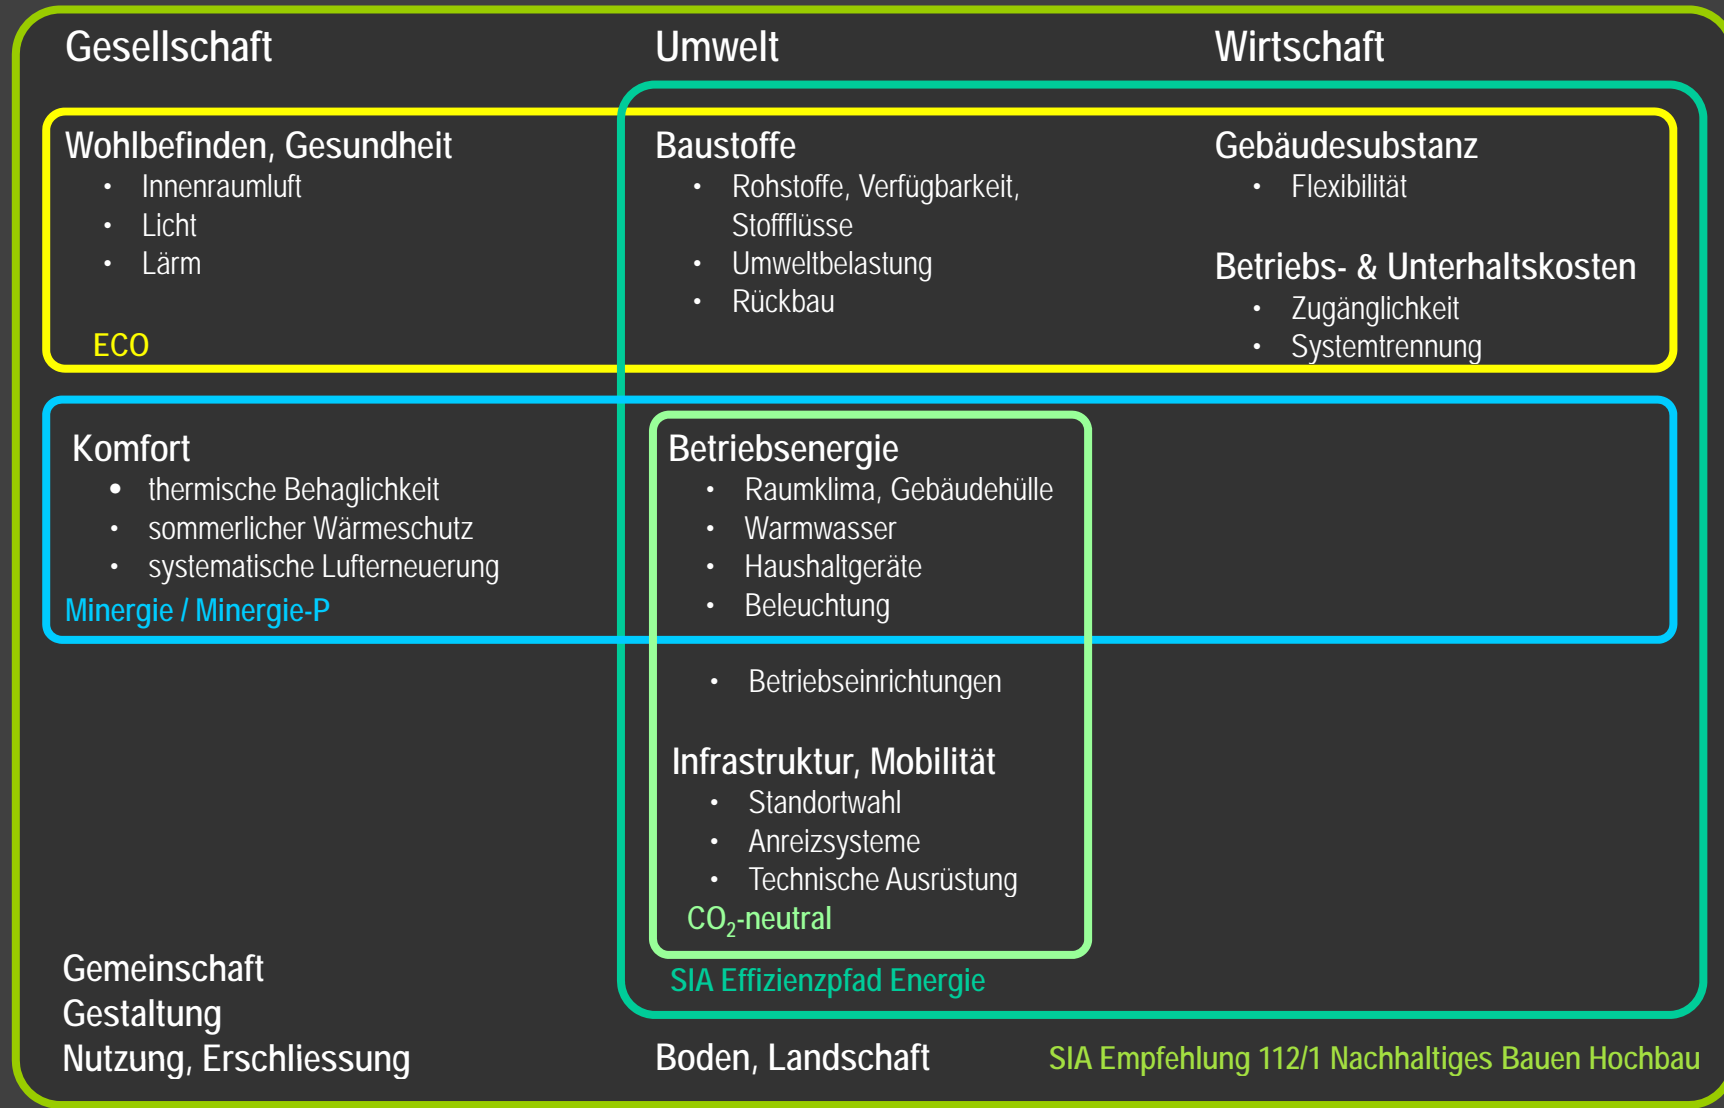 Gesellschaft
Umwelt
Wirtschaft
Wohlbefinden, Gesundheit
• Innenraumluft
• Licht
• Lärm
ECO
Baustoffe
• Rohstoffe, Verfügbarkeit,
Stoffflüsse
• Umweltbelastung
• Rückbau
Gebäudesubstanz
• Flexibilität
Betriebs- & Unterhaltskosten
• Zugänglichkeit
• Systemtrennung
Komfort
• thermische Behaglichkeit
• sommerlicher Wärmeschutz
• systematische Lufterneuerung
Minergie / Minergie-P
Betriebsenergie
• Raumklima, Gebäudehülle
• Warmwasser
• Haushaltgeräte
• Beleuchtung
• Betriebseinrichtungen
Infrastruktur, Mobilität
• Standortwahl
• Anreizsysteme
• Technische Ausrüstung
CO₂-neutral
SIA Effizienzpfad Energie
Gemeinschaft
Gestaltung
Nutzung, Erschliessung
Boden, Landschaft
SIA Empfehlung 112/1 Nachhaltiges Bauen Hochbau